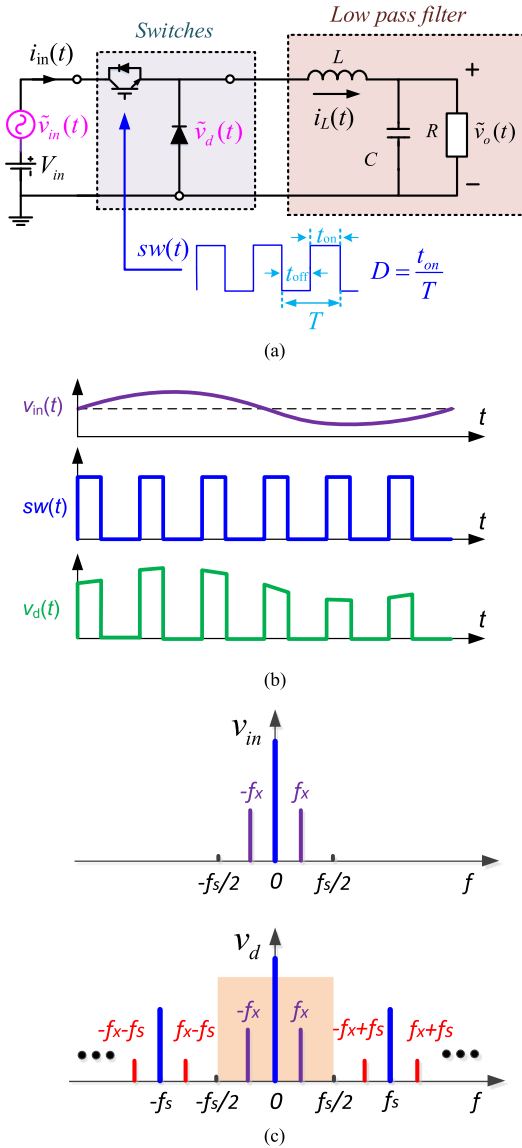 Switches
Low pass filter
i_in(t)
L
+
ṽ_in(t)
ṽ_d(t)
i_L(t)
C
R
ṽ_o(t)
+
V_in
−
sw(t)
t_on
t_off
T
D = t_on/T
(a)
v_in(t)
t
sw(t)
t
v_d(t)
t
(b)
v_in
-f_x
f_x
-f_s/2
0
f_s/2
f
v_d
-f_x-f_s
f_x-f_s
-f_x
f_x
-f_x+f_s
f_x+f_s
-f_s
-f_s/2
0
f_s/2
f_s
f
(c)